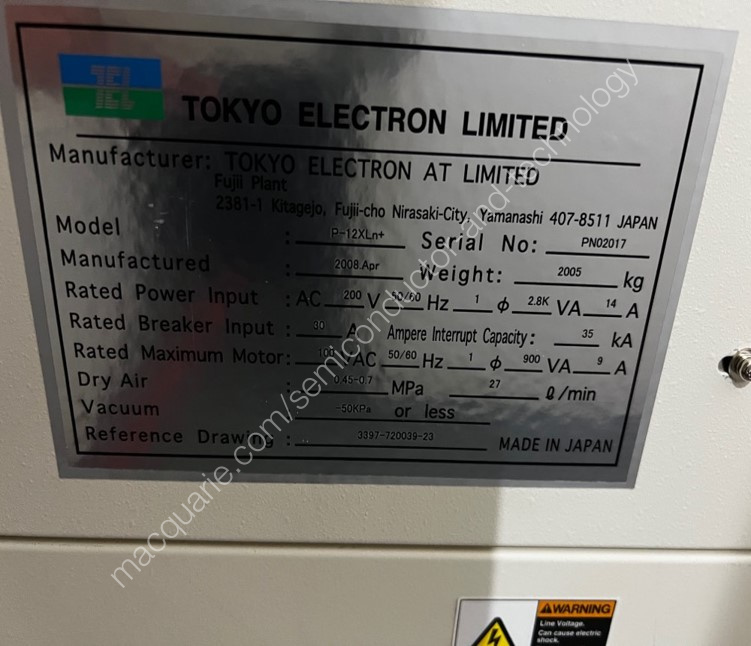 TEL
TOKYO ELECTRON LIMITED
Manufacturer: TOKYO ELECTRON AT LIMITED
Fujii Plant
2381-1 Kitagejo, Fujii-cho Nirasaki-City, Yamanashi 407-8511 JAPAN
Model : P-12XLn+ Serial No: PN02017
Manufactured : 2008.Apr Weight: 2005 kg
Rated Power Input : AC 200 V 50/60 Hz 1 φ 2.8K VA 14 A
Rated Breaker Input : 30 A Ampere Interrupt Capacity: 35 kA
Rated Maximum Motor: 100 AC 50/60 Hz 1 φ 900 VA 9 A
Dry Air : 0.45-0.7 MPa 27 ℓ/min
Vacuum : -50KPa or less
Reference Drawing : 3397-720039-23 MADE IN JAPAN
macquarie.com/semiconductor-and-technology
WARNING
Line Voltage.
Can cause electric
shock.